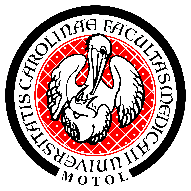 UNIVERSITATIS CAROLINAE FACULTAS MEDICA II
MOTOL